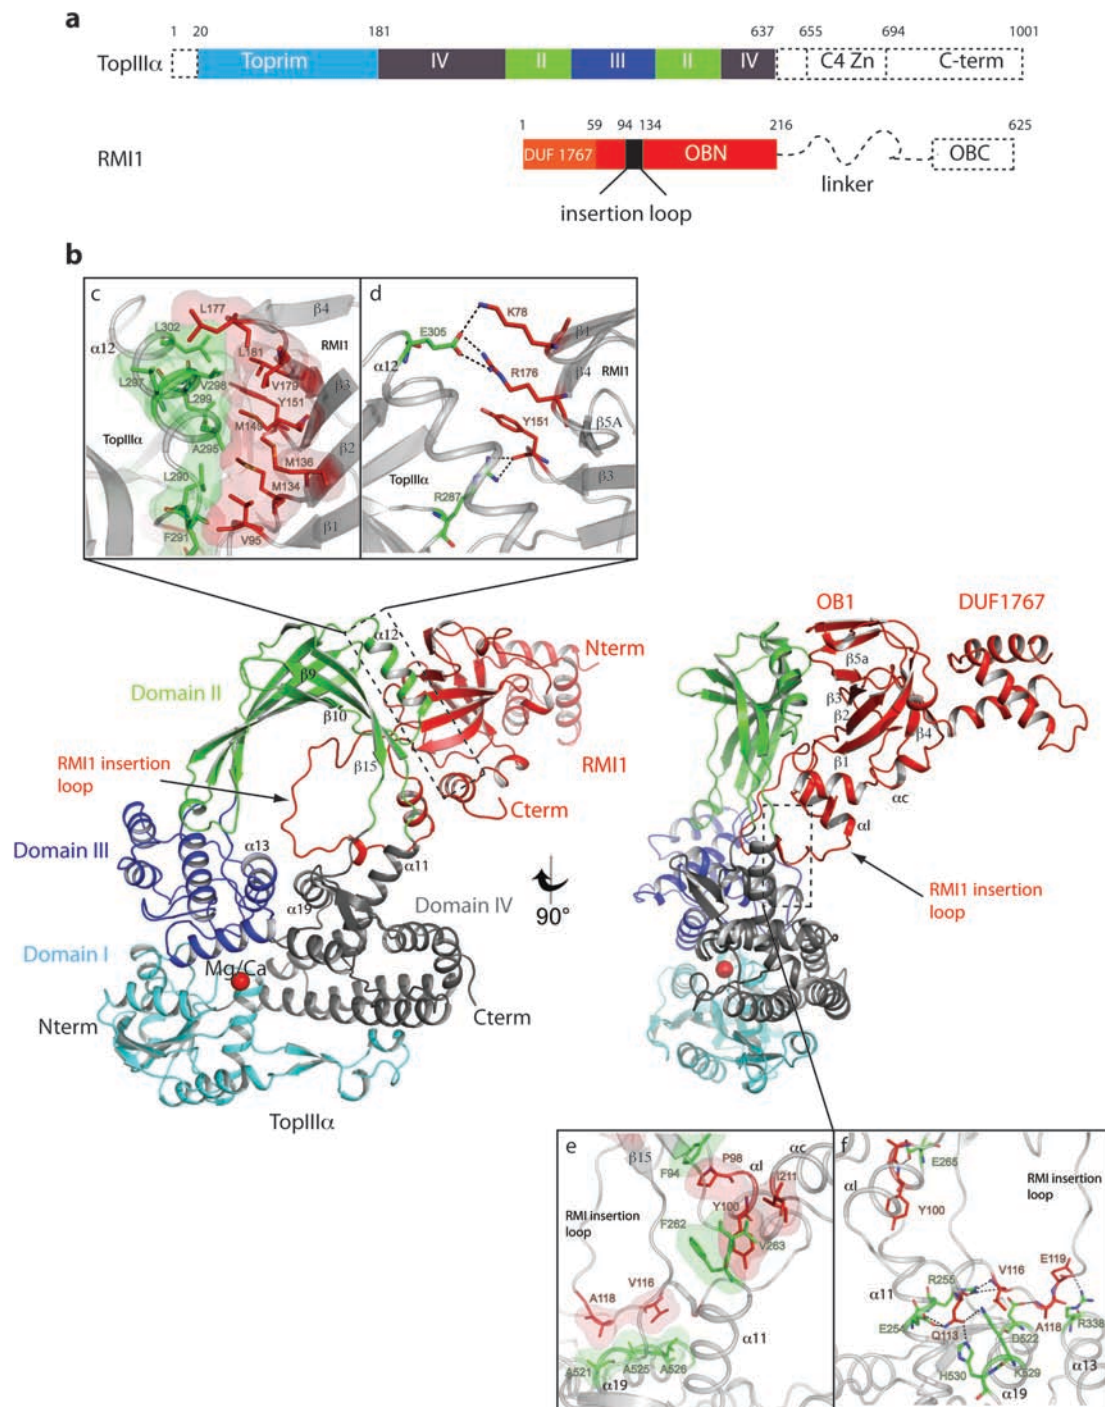 a
1 20 181 637 655 694 1001
TopIIIα Toprim IV II III II IV C4 Zn C-term
1 59 94 134 216 625
RMI1 DUF 1767 OBN OBC
linker
insertion loop
b
c
L177
β4
L302
α12
L181
RMI1
L297
V298
V179
β3
L299
Y151
TopIIIα
A295
β2
L290
M136
M134
F291
V95
β1
d
K78
E305
β1
α12
R176
β4
RMI1
Y151
β5A
TopIIIα
β3
R287
α12
Nterm
β9
Domain II
β10
RMI1
β15
RMI1 insertion
loop
Cterm
Domain III
α13
α11
α19
Domain IV
90°
Domain I
Mg/Ca
Nterm
Cterm
TopIIIα
OB1
DUF1767
β5a
β3
β2
β4
β1
αc
αI
RMI1 insertion
loop
e
β15
αc
F94
P98
αI
I211
RMI insertion
loop
Y100
F262
V263
V116
A118
α11
A521
A525
A526
α19
f
E265
αI
RMI insertion
loop
Y100
E119
V116
R255
α11
E254
A118
R338
Q113
D522
H530
K529
α13
α19